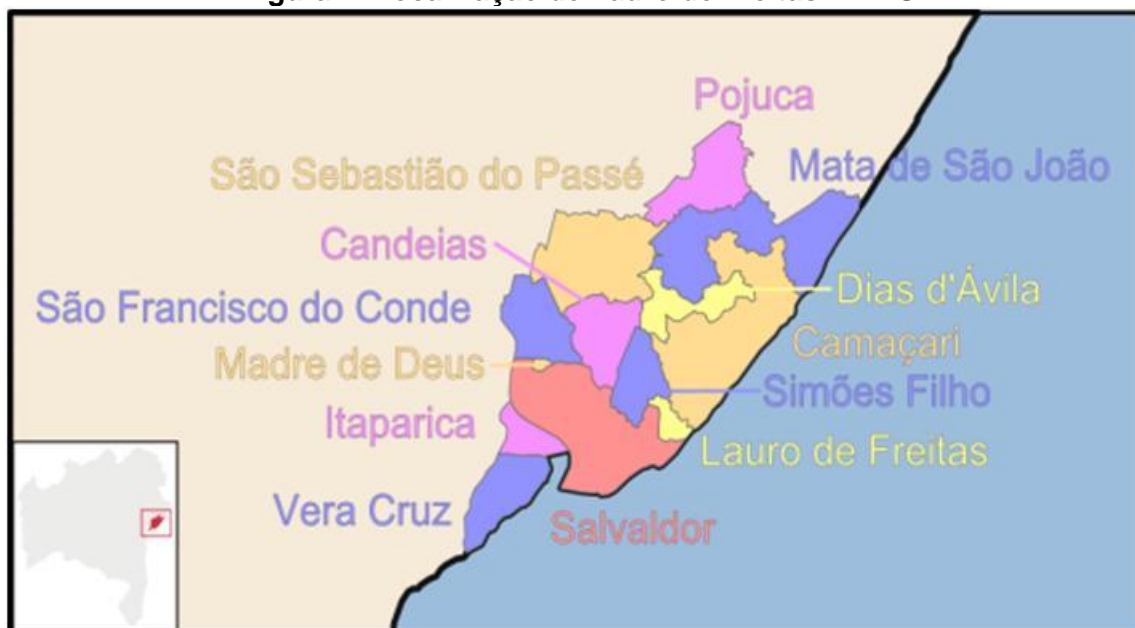 Pojuca
São Sebastião do Passé
Mata de São João
Candeias
Dias d'Ávila
São Francisco do Conde
Camaçari
Madre de Deus
Simões Filho
Itaparica
Lauro de Freitas
Vera Cruz
Salvaldor